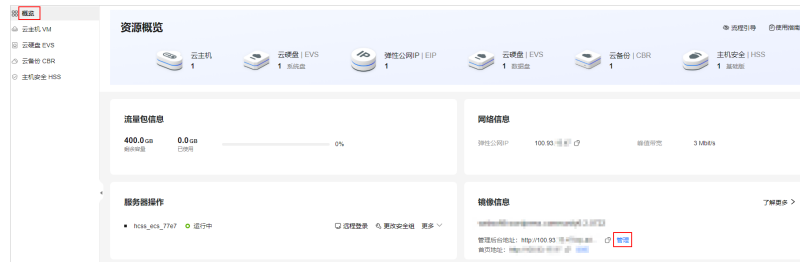 概览
云主机 VM
云硬盘 EVS
云备份 CBR
主机安全 HSS
资源概览
流程引导 使用指南
云主机 1
云硬盘 | EVS 1 系统盘
弹性公网IP | EIP 1
云硬盘 | EVS 1 数据盘
云备份 | CBR 1
主机安全 | HSS 1 基础版
流量包信息
400.0 GB 0.0 GB
剩余容量 已使用 0%
网络信息
弹性公网IP 100.93 峰值带宽 3 Mbit/s
服务器操作
hcss_ecs_77e7 运行中 远程登录 更改安全组 更多
镜像信息 了解更多
管理后台地址: http://100.93 管理
首页地址: